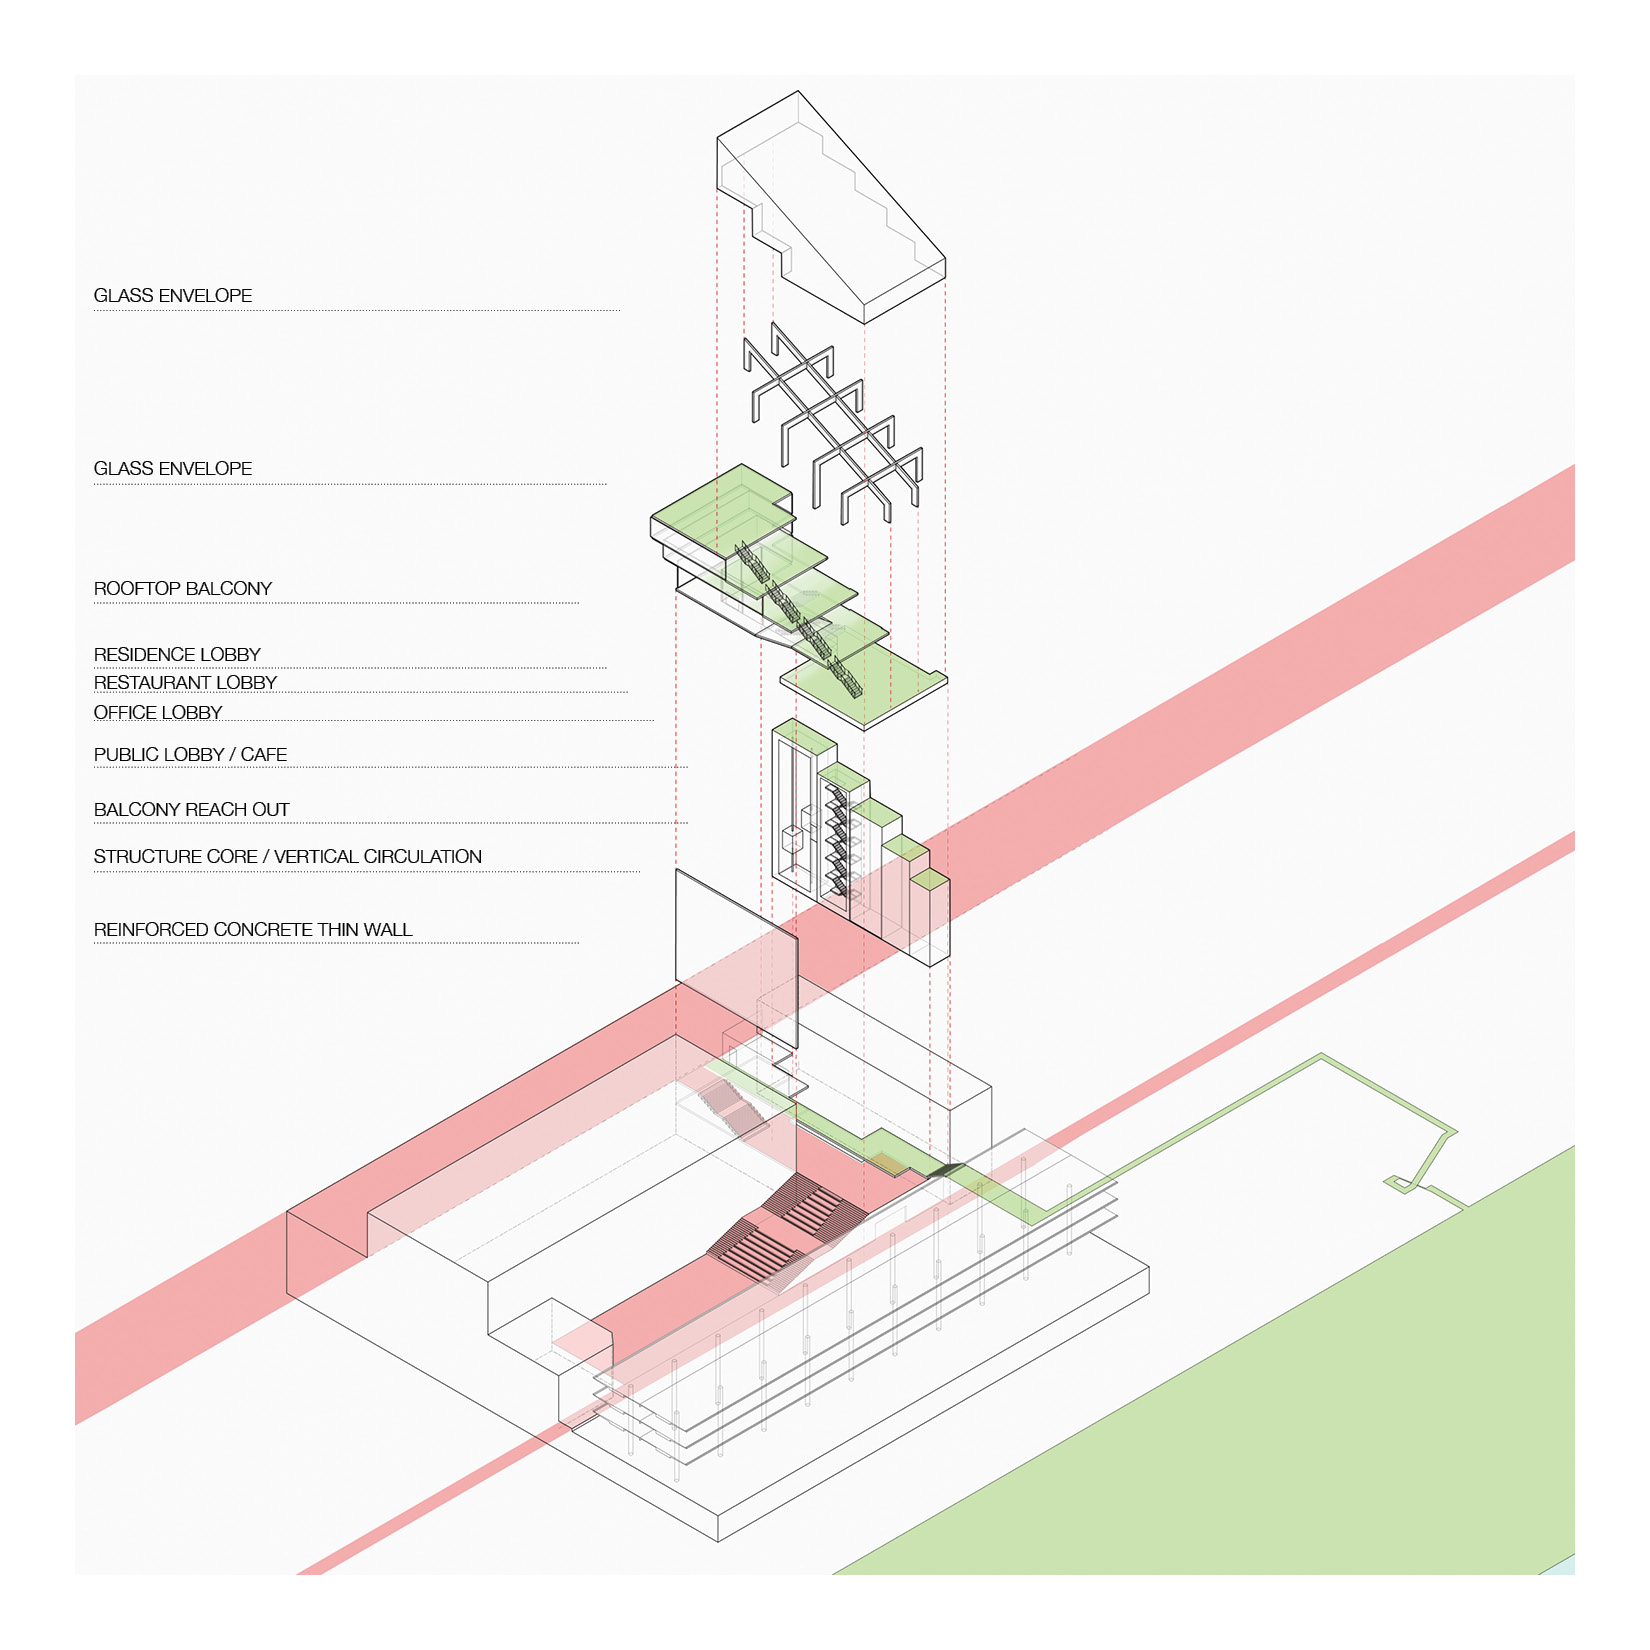 GLASS ENVELOPE
GLASS ENVELOPE
ROOFTOP BALCONY
RESIDENCE LOBBY
RESTAURANT LOBBY
OFFICE LOBBY
PUBLIC LOBBY / CAFE
BALCONY REACH OUT
STRUCTURE CORE / VERTICAL CIRCULATION
REINFORCED CONCRETE THIN WALL